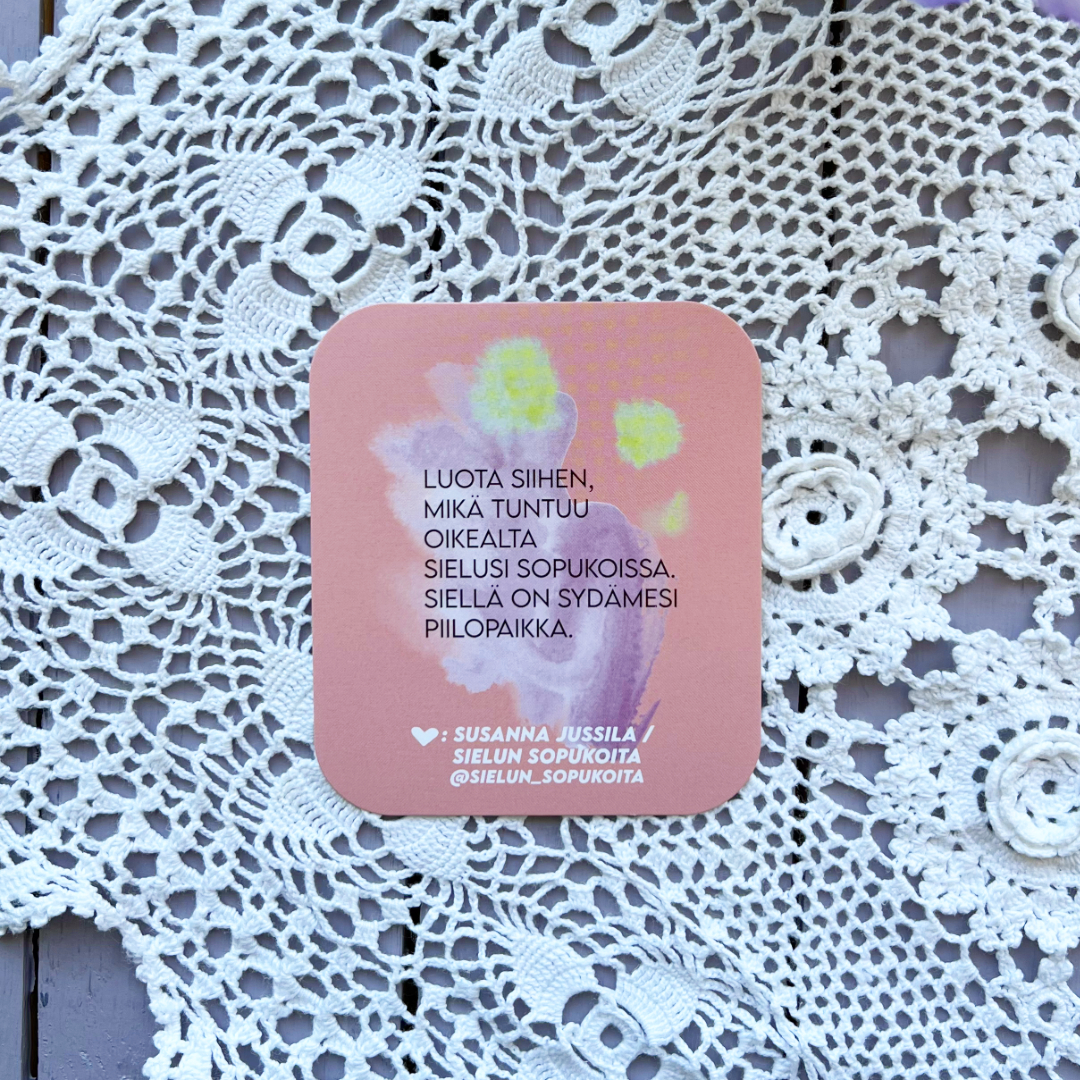 LUOTA SIIHEN,
MIKÄ TUNTUU
OIKEALTA
SIELUSI SOPUKOISSA.
SIELLÄ ON SYDÄMESI
PIILOPAIKKA.
♥: SUSANNA JUSSILA /
SIELUN SOPUKOITA
@SIELUN_SOPUKOITA